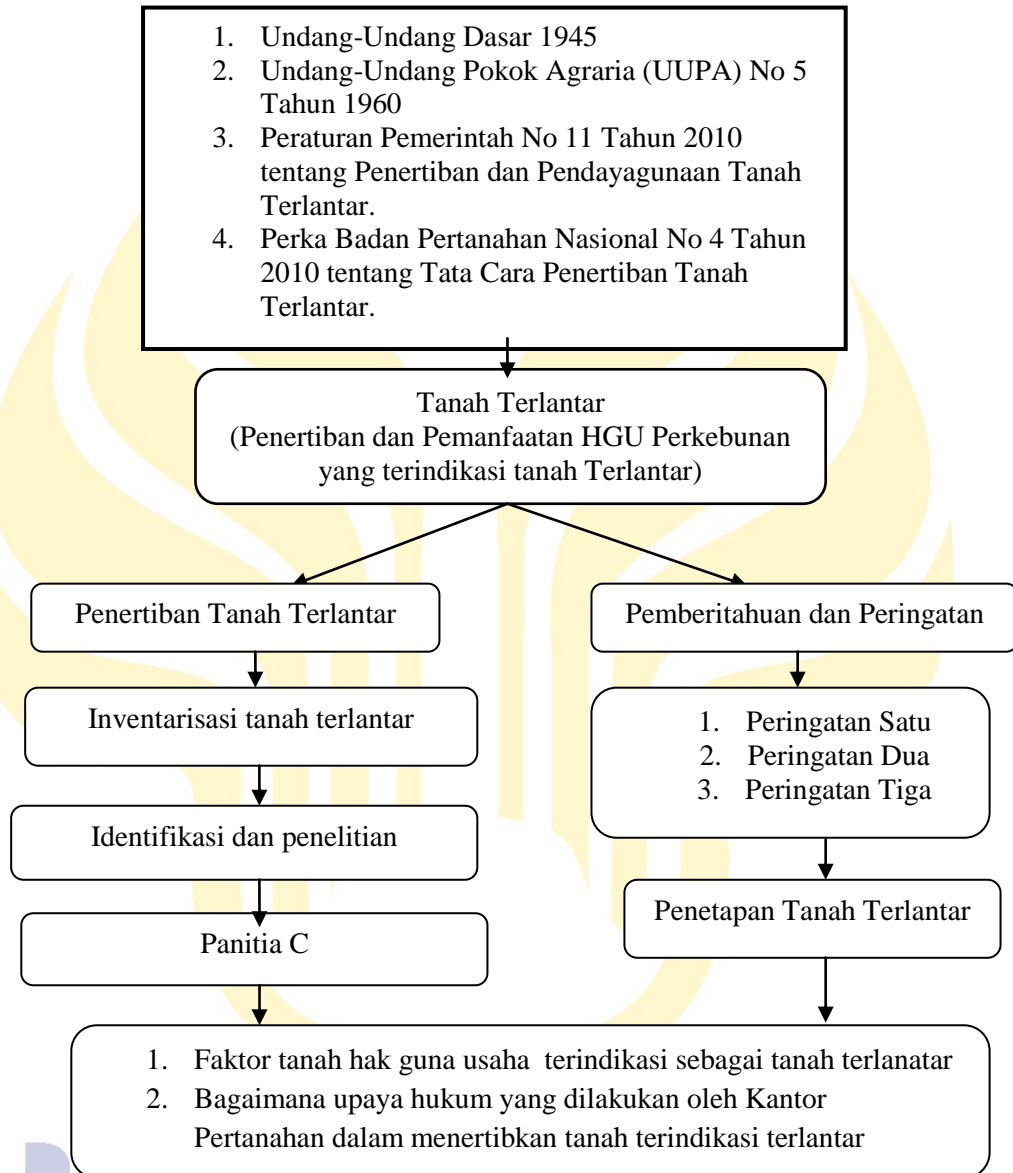 1. Undang-Undang Dasar 1945
2. Undang-Undang Pokok Agraria (UUPA) No 5
Tahun 1960
3. Peraturan Pemerintah No 11 Tahun 2010
tentang Penertiban dan Pendayagunaan Tanah
Terlantar.
4. Perka Badan Pertanahan Nasional No 4 Tahun
2010 tentang Tata Cara Penertiban Tanah
Terlantar.
Tanah Terlantar
(Penertiban dan Pemanfaatan HGU Perkebunan
yang terindikasi tanah Terlantar)
Penertiban Tanah Terlantar
Inventarisasi tanah terlantar
Identifikasi dan penelitian
Panitia C
Pemberitahuan dan Peringatan
1. Peringatan Satu
2. Peringatan Dua
3. Peringatan Tiga
Penetapan Tanah Terlantar
1. Faktor tanah hak guna usaha terindikasi sebagai tanah terlanatar
2. Bagaimana upaya hukum yang dilakukan oleh Kantor
Pertanahan dalam menertibkan tanah terindikasi terlantar